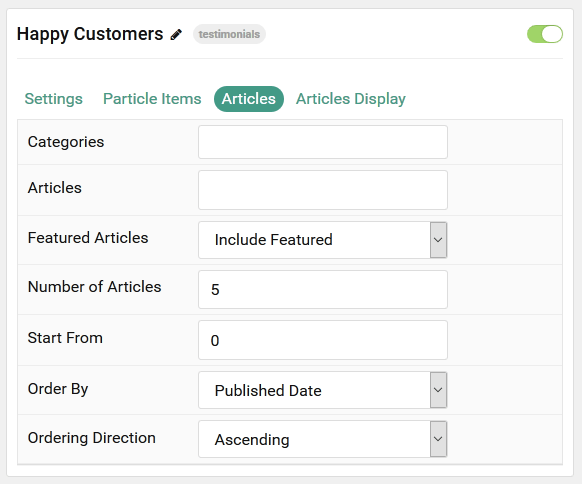 Happy Customers testimonials
Settings Particle Items Articles Articles Display
Categories
Articles
Featured Articles Include Featured
Number of Articles 5
Start From 0
Order By Published Date
Ordering Direction Ascending